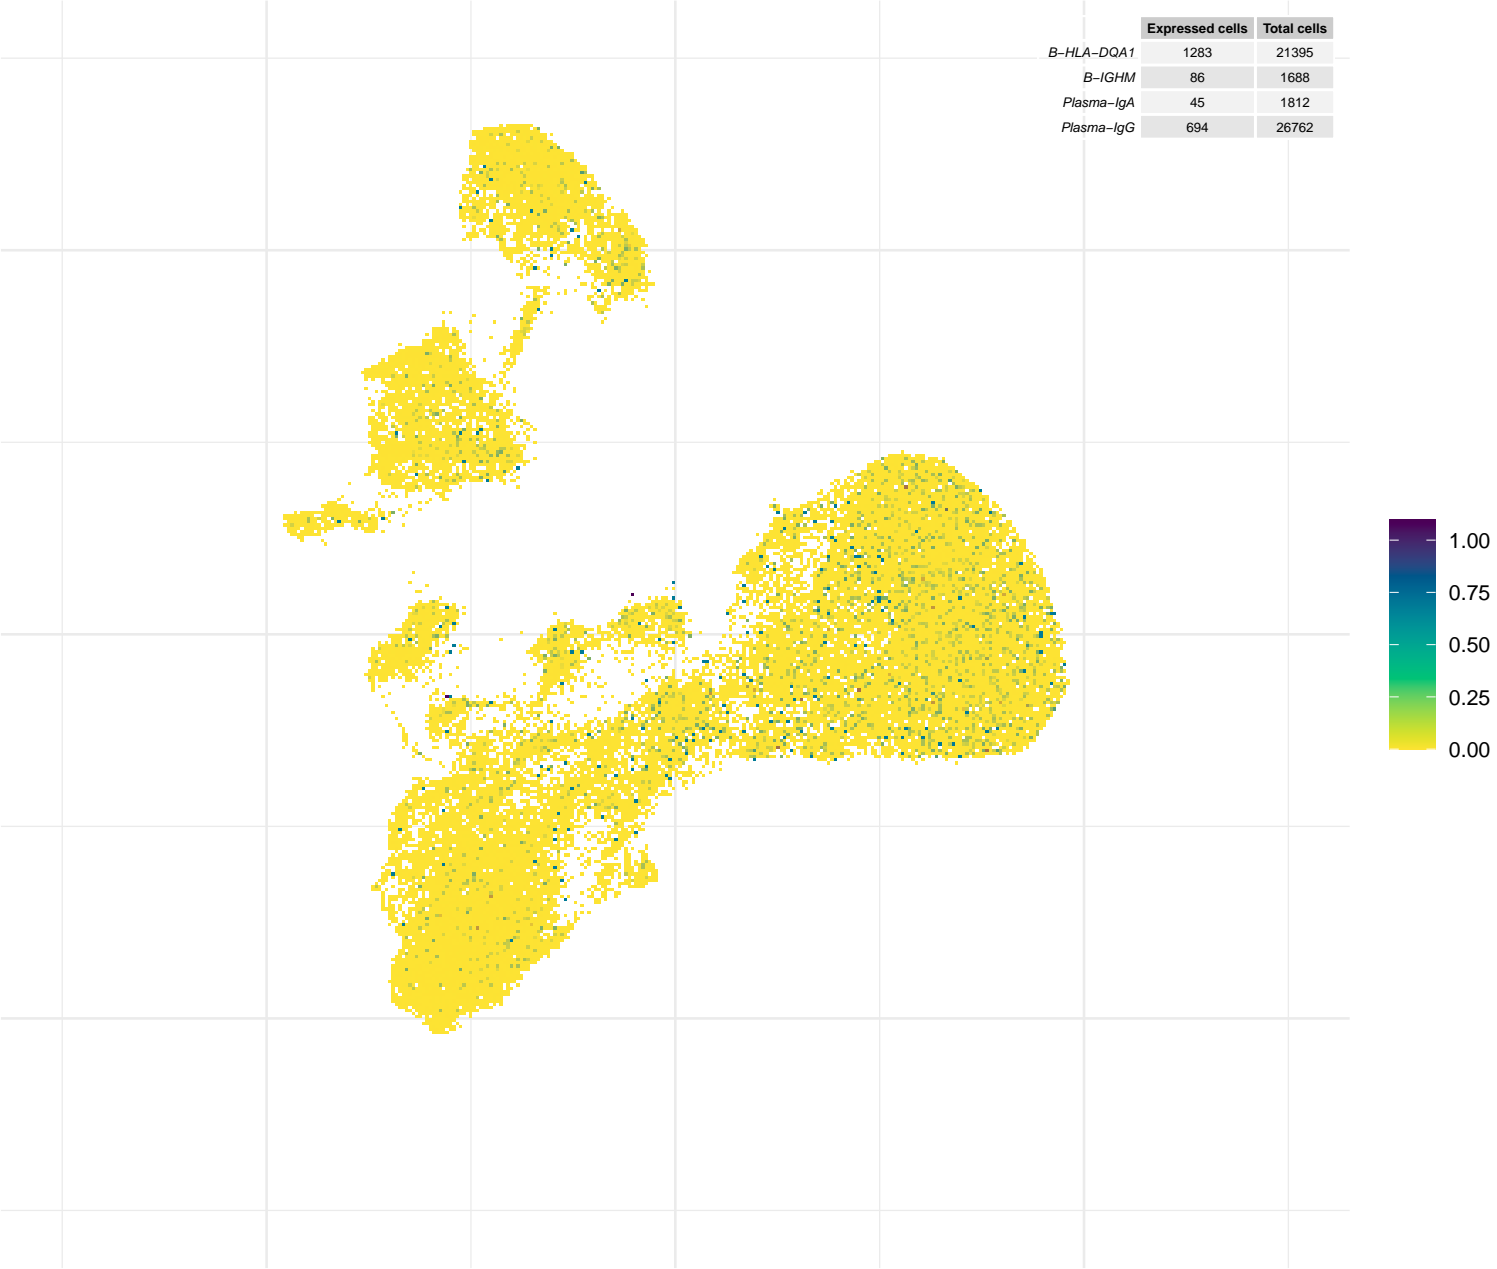 Expressed cells Total cells
B−HLA−DQA1 1283 21395
B−IGHM 86 1688
Plasma−IgA 45 1812
Plasma−IgG 694 26762
1.00
0.75
0.50
0.25
0.00